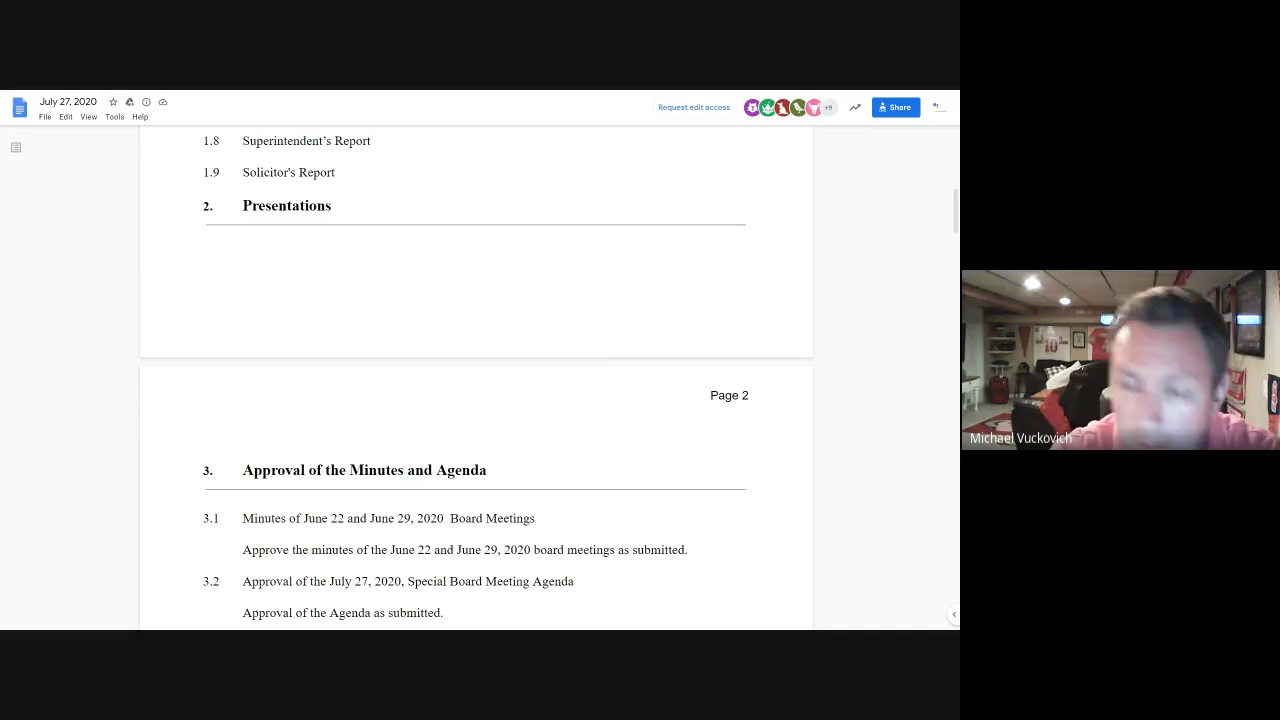 July 27, 2020
File Edit View Tools Help
Request edit access
+9
Share
1.8 Superintendent’s Report
1.9 Solicitor's Report
2. Presentations
Page 2
3. Approval of the Minutes and Agenda
3.1 Minutes of June 22 and June 29, 2020  Board Meetings
Approve the minutes of the June 22 and June 29, 2020 board meetings as submitted.
3.2 Approval of the July 27, 2020, Special Board Meeting Agenda
Approval of the Agenda as submitted.
10
Michael Vuckovich